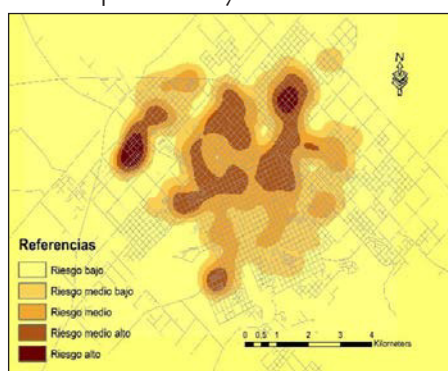 N
Referencias
Riesgo bajo
Riesgo medio bajo
Riesgo medio
Riesgo medio alto
Riesgo alto
0 0,5 1 2 3 4
Kilometers